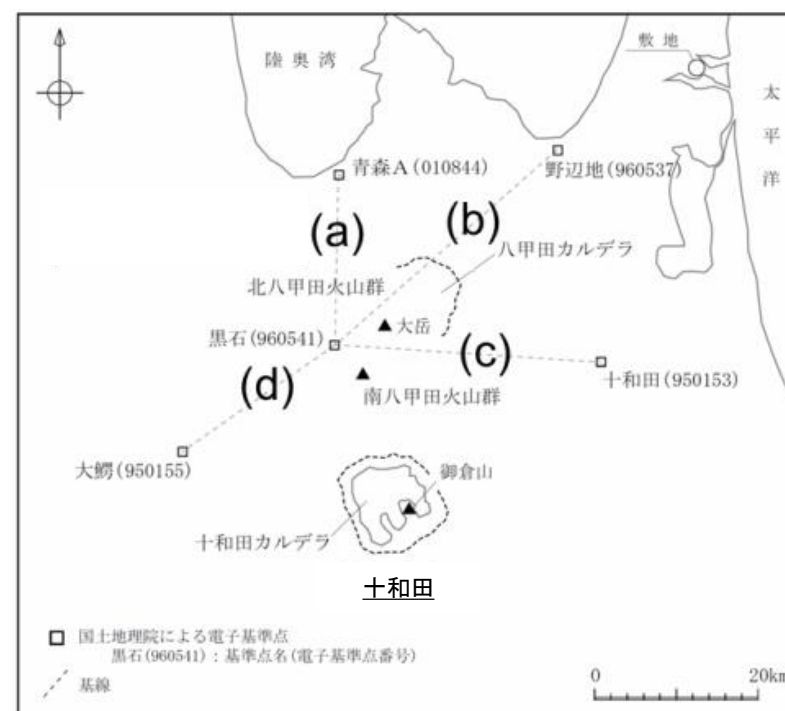 陸奥湾
敷地
太平洋
青森A(010844)
野辺地(960537)
(a)
(b)
八甲田カルデラ
北八甲田火山群
大岳
黒石(960541)
(c)
(d)
十和田(950153)
南八甲田火山群
大鰐(950155)
御倉山
十和田カルデラ
十和田
国土地理院による電子基準点
黒石(960541):基準点名(電子基準点番号)
基線
0 20km